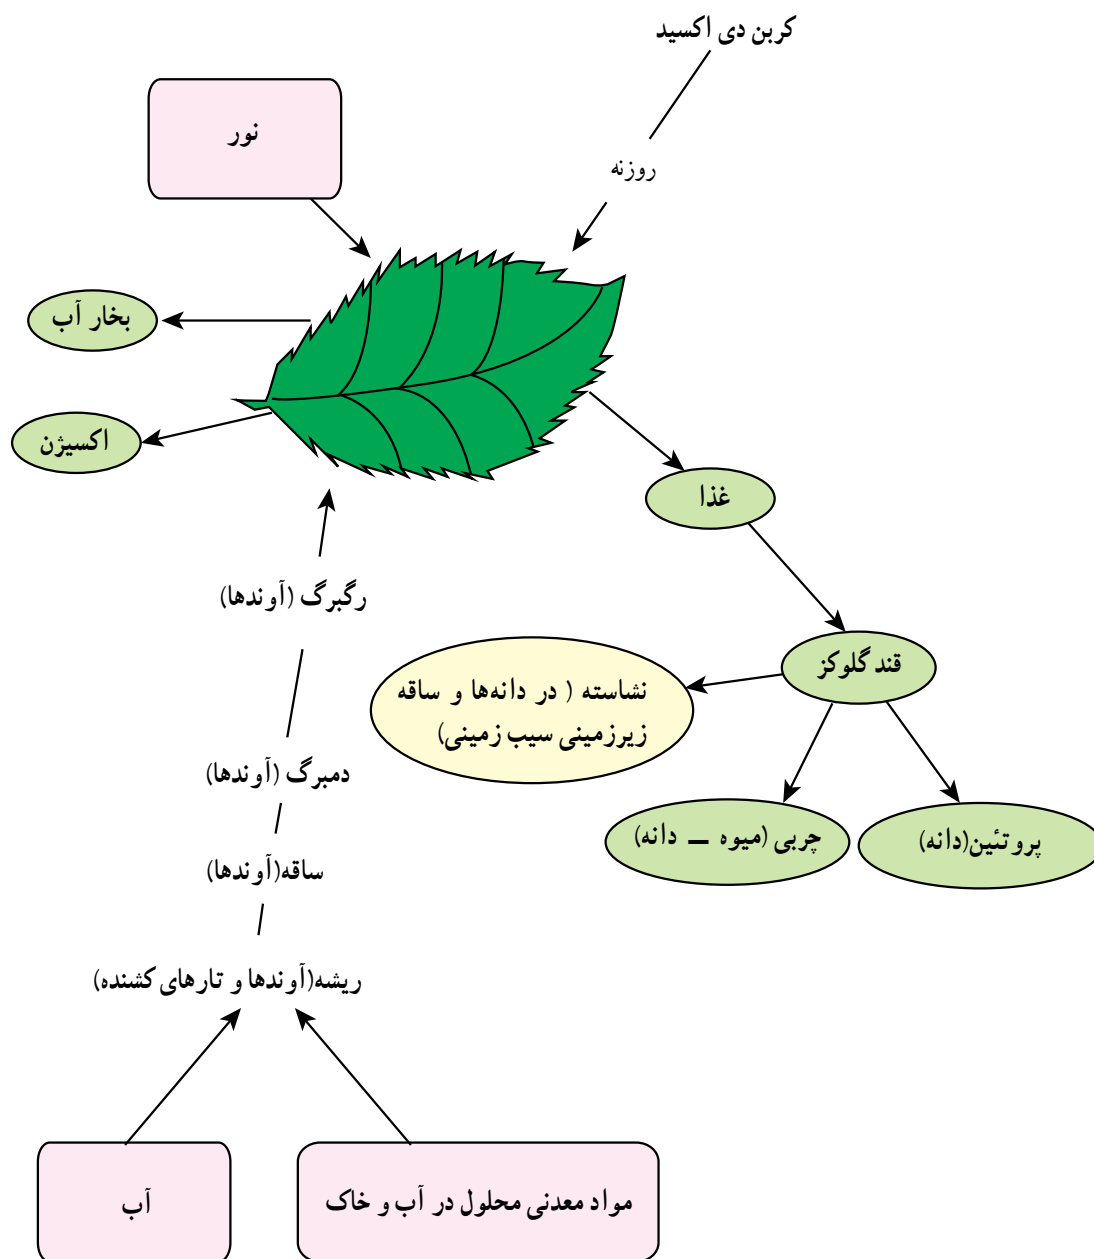 کربن دی اکسید
نور
روزنه
بخار آب
اکسیژن
غذا
رگبرگ (آوندها)
قند گلوکز
نشاسته ( در دانه‌ها و ساقه
زیرزمینی سیب زمینی)
دمبرگ (آوندها)
چربی (میوه – دانه)
پروتئین(دانه)
ساقه(آوندها)
ریشه(آوندها و تارهای کشنده)
آب
مواد معدنی محلول در آب و خاک